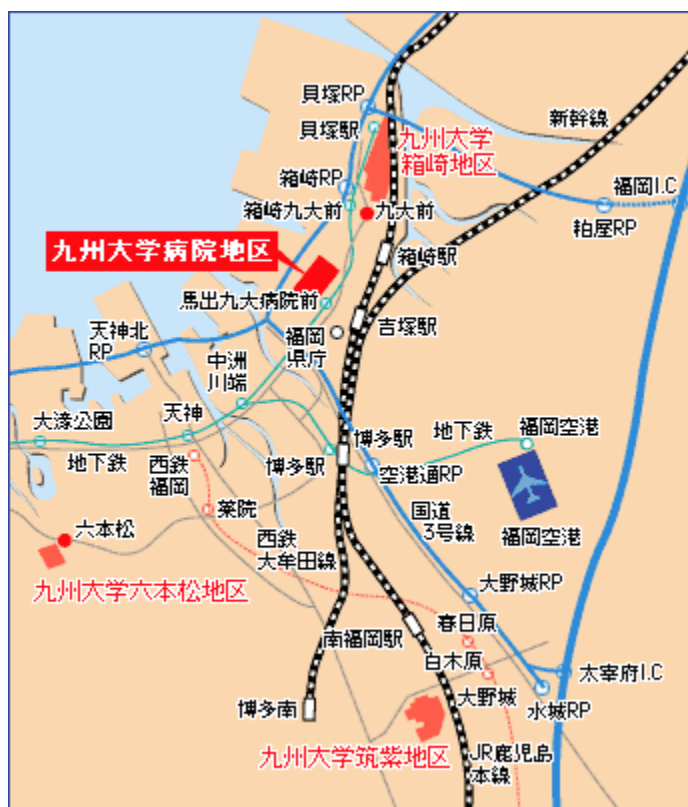 貝塚RP
貝塚駅
新幹線
九州大学
箱崎地区
箱崎RP
福岡I.C
箱崎九大前
九大前
粕屋RP
九州大学病院地区
箱崎駅
馬出九大病院前
吉塚駅
天神北
RP
福岡
県庁
中洲
川端
大濠公園
天神
博多駅
地下鉄
福岡空港
地下鉄
西鉄
福岡
博多駅
空港通RP
薬院
国道
3号線
福岡空港
六本松
西鉄
大牟田線
九州大学六本松地区
大野城RP
春日原
南福岡駅
白木原
太宰府I.C
大野城
博多南
水城RP
九州大学筑紫地区
JR鹿児島
本線